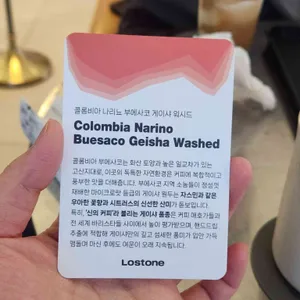 콜롬비아 나리뇨 부에사코 게이샤 워시드
Colombia Narino
Buesaco Geisha Washed
콜롬비아 부에사코는 화산 토양과 높은 일교차가 있는
고산지대로, 이곳의 독특한 자연환경은 커피에 복합적이고
풍부한 맛을 더해줍니다. 부에사코 지역 소농들이 정성껏
재배한 마이크로랏 등급의 게이샤 원두는 자스민과 같은
우아한 꽃향과 시트러스의 신선한 산미가 돋보입니다.
특히, '신의 커피'라 불리는 게이샤 품종은 커피 애호가들과
전 세계 바리스타들 사이에서 높이 평가받으며, 핸드드립
추출에 적합해 게이샤만의 길고 섬세한 풍미가 입안 가득
맴돌아 마신 후에도 여운이 오래 지속됩니다.
Lostone